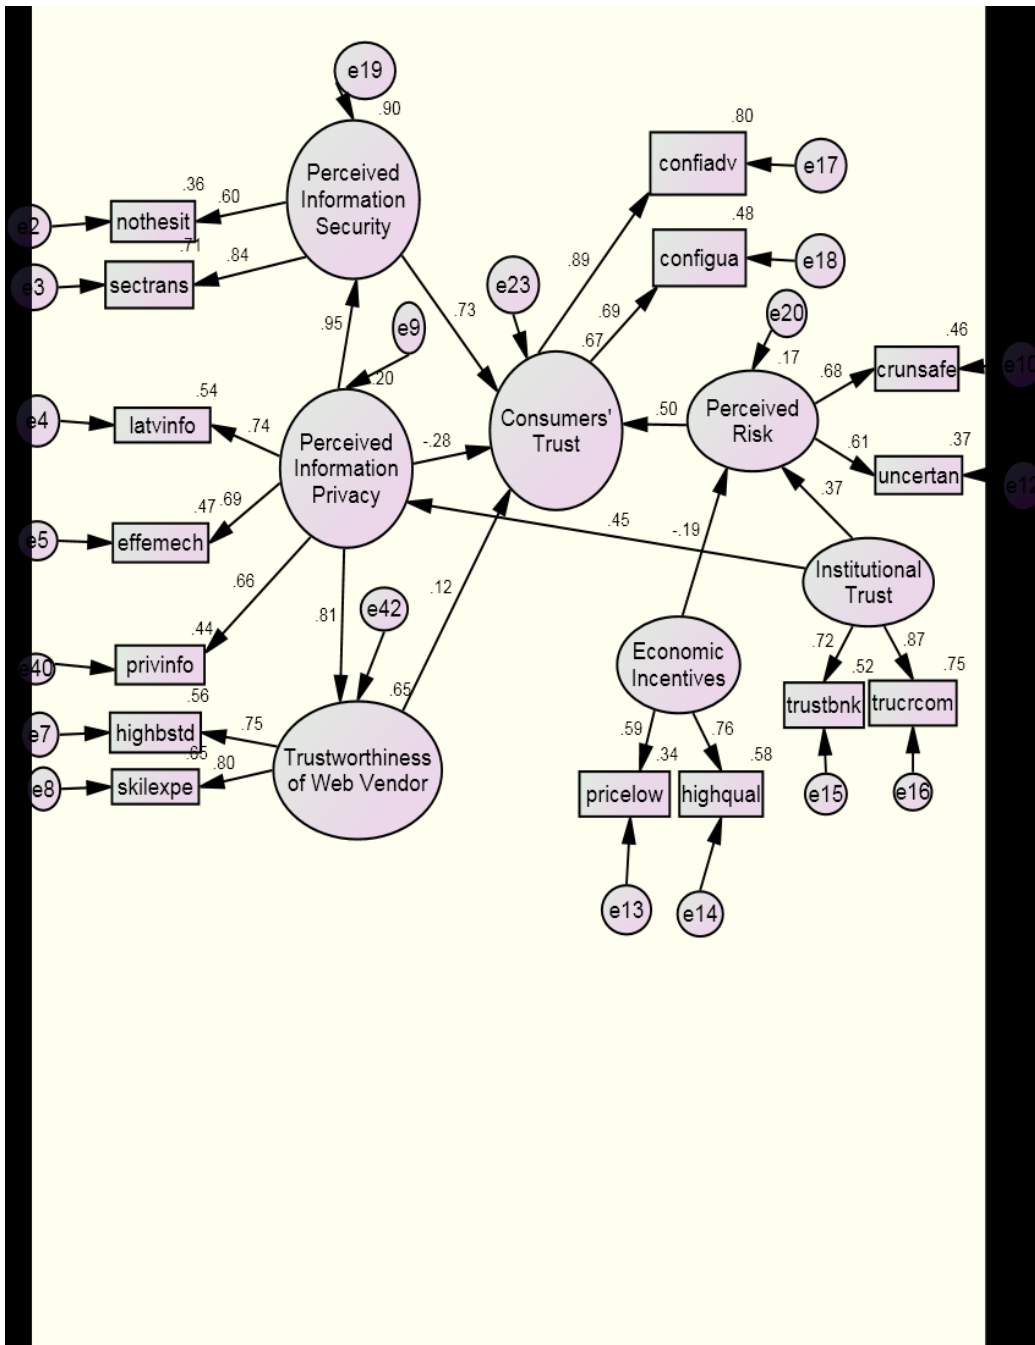 e19
.90
Perceived
Information
Security
.36
.60
e2
nothesit
.71
.84
e3
sectrans
.95
e9
.20
.73
.80
confiadv
e17
.48
configua
e18
.89
.69
e23
.67
Consumers'
Trust
e20
.17
.50
Perceived
Risk
.68
.46
crunsafe
e10
.61
.37
uncertan
e12
.54
e4
latvinfo
.74
Perceived
Information
Privacy
-.28
.47
.69
e5
effemech
.45
-.19
.37
.66
.44
e40
privinfo
.81
e42
.12
Institutional
Trust
.72
.87
.52
.75
trustbnk
trucrcom
e15
e16
Economic
Incentives
.59
.76
.34
.58
pricelow
highqual
e13
e14
.56
.75
e7
highbstd
.65
.80
e8
skilexpe
.65
Trustworthiness
of Web Vendor